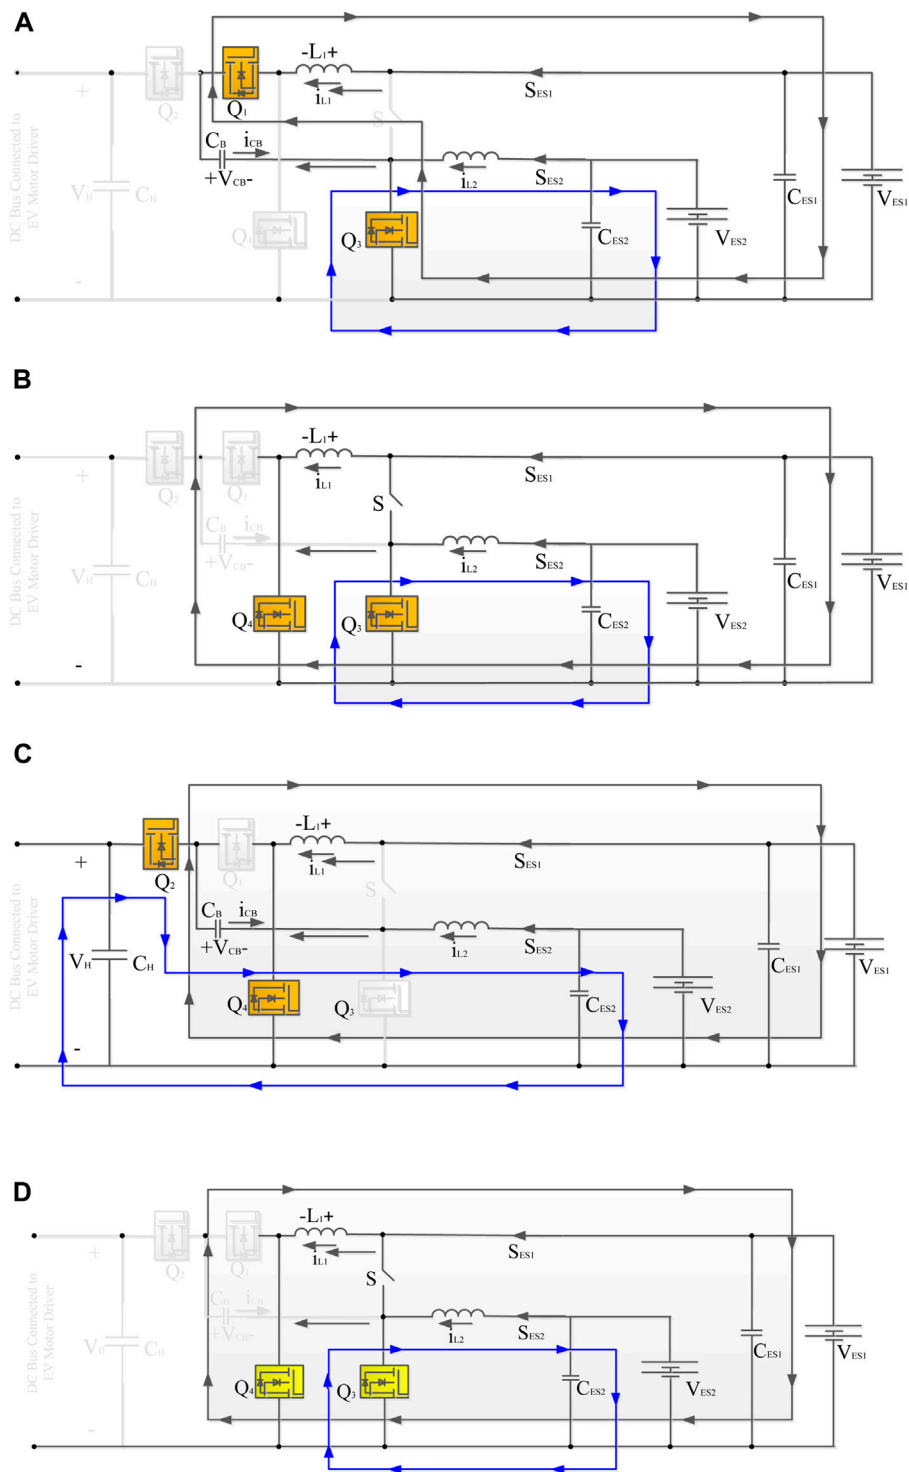 A
-L1+
iL1
SES1
Q2
Q1
S
+
DC Bus Connected to
EV Motor Driver
CB
iCB
+VCB-
iL2
SES2
VH
CH
Q4
Q3
CES2
VES2
CES1
VES1
-
B
-L1+
iL1
SES1
Q2
Q1
S
+
DC Bus Connected to
EV Motor Driver
CB
iCB
+VCB-
iL2
SES2
VH
CH
Q4
Q3
CES2
VES2
CES1
VES1
-
C
-L1+
iL1
SES1
Q2
Q1
S
+
DC Bus Connected to
EV Motor Driver
CB
iCB
+VCB-
iL2
SES2
VH
CH
Q4
Q3
CES2
VES2
CES1
VES1
-
D
-L1+
iL1
SES1
Q2
Q1
S
+
DC Bus Connected to
EV Motor Driver
CB
iCB
+VCB-
iL2
SES2
VH
CH
Q4
Q3
CES2
VES2
CES1
VES1
-